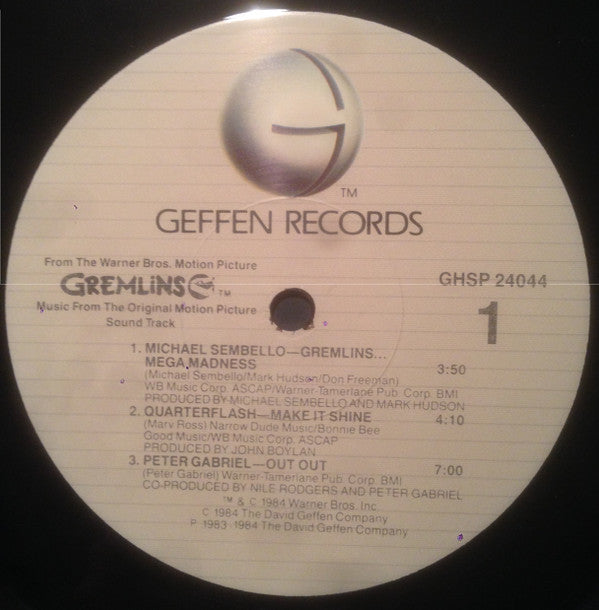 G
TM
GEFFEN RECORDS
From The Warner Bros. Motion Picture
GREMLiNS TM
Music From The Original Motion Picture
Sound Track
GHSP 24044
1
1. MICHAEL SEMBELLO—GREMLINS...
MEGA MADNESS 3:50
(Michael Sembello/Mark Hudson/Don Freeman)
WB Music Corp. ASCAP/Warner-Tamerlane Pub. Corp. BMI
PRODUCED BY MICHAEL SEMBELLO AND MARK HUDSON
2. QUARTERFLASH—MAKE IT SHINE 4:10
(Marv Ross) Narrow Dude Music/Bonnie Bee
Good Music/WB Music Corp. ASCAP
PRODUCED BY JOHN BOYLAN
3. PETER GABRIEL—OUT OUT 7:00
(Peter Gabriel) Warner-Tamerlane Pub. Corp. BMI
CO-PRODUCED BY NILE RODGERS AND PETER GABRIEL
™ & © 1984 Warner Bros. Inc.
C 1984 The David Geffen Company
P 1983·1984 The David Geffen Company